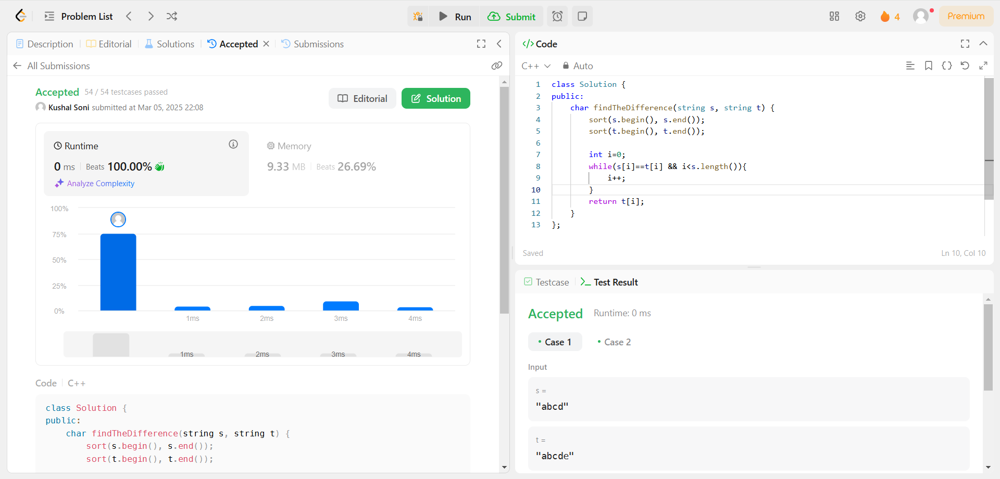 Problem List
Run
Submit
4
Premium
Description
Editorial
Solutions
Accepted
Submissions
All Submissions
Accepted 54 / 54 testcases passed
Kushal Soni submitted at Mar 05, 2025 22:08
Editorial
Solution
Runtime
0 ms Beats 100.00%
Analyze Complexity
Memory
9.33 MB Beats 26.69%
100%
75%
50%
25%
0%
1ms
2ms
3ms
4ms
1ms
2ms
3ms
4ms
Code C++
class Solution {
public:
    char findTheDifference(string s, string t) {
        sort(s.begin(), s.end());
        sort(t.begin(), t.end());
</> Code
C++
Auto
1 class Solution {
2 public:
3     char findTheDifference(string s, string t) {
4         sort(s.begin(), s.end());
5         sort(t.begin(), t.end());
6
7         int i=0;
8         while(s[i]==t[i] && i<s.length()){
9             i++;
10         }
11         return t[i];
12     }
13 };
Saved
Ln 10, Col 10
Testcase
Test Result
Accepted Runtime: 0 ms
Case 1
Case 2
Input
s =
"abcd"
t =
"abcde"